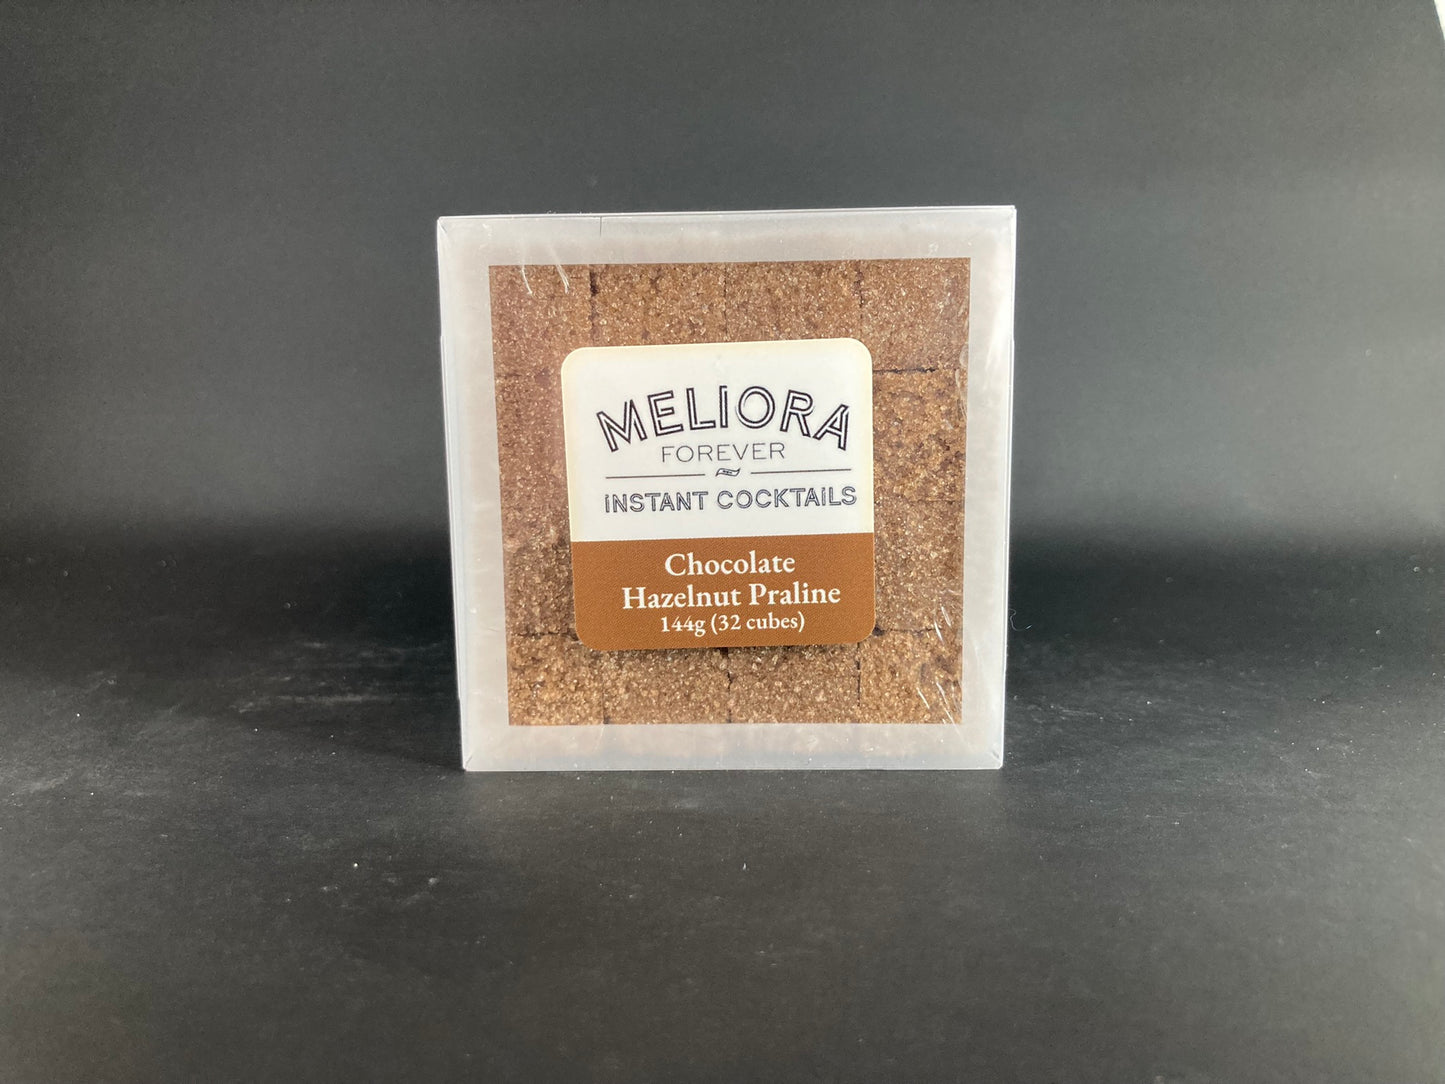 MELIORA
FOREVER
INSTANT COCKTAILS
Chocolate
Hazelnut Praline
144g (32 cubes)